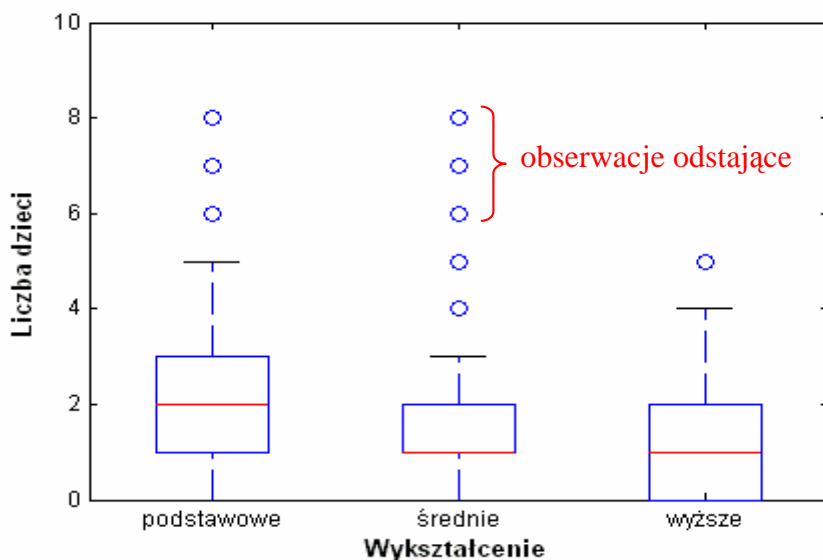 10
8
6
4
2
0
Liczba dzieci
obserwacje odstające
podstawowe
średnie
wyższe
Wykształcenie